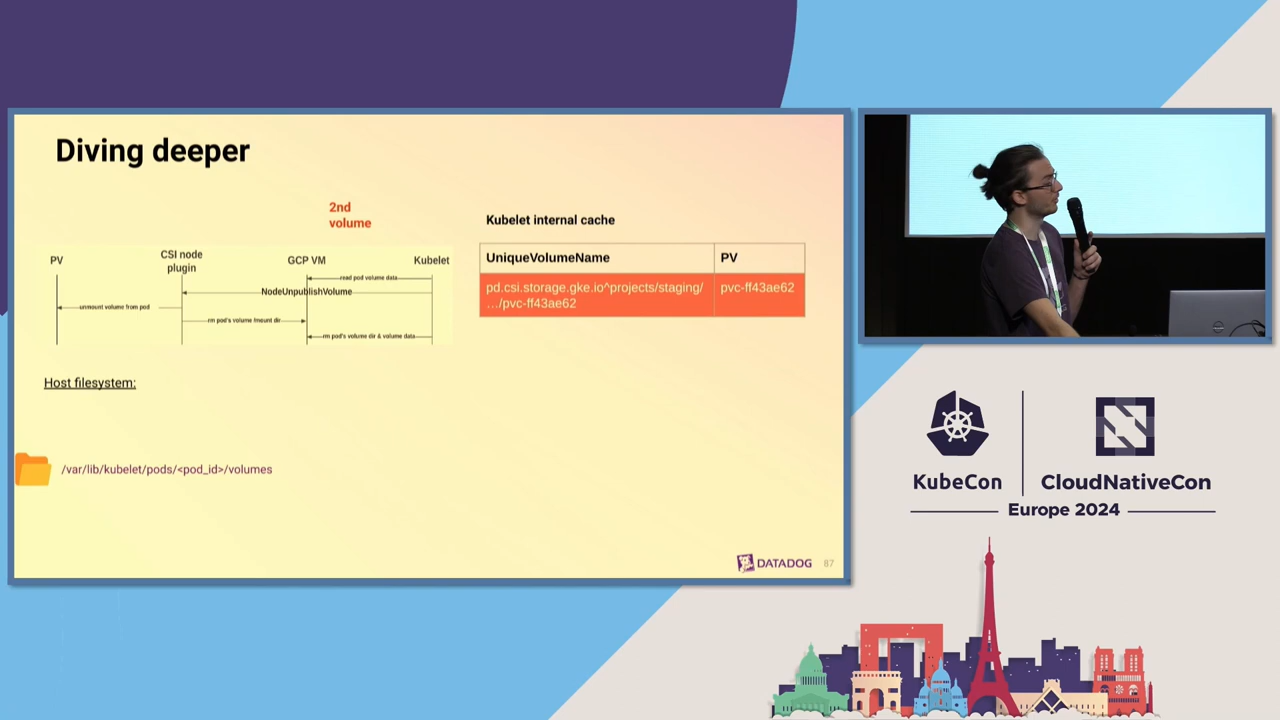 Diving deeper
2nd
volume
PV
CSI node
plugin
GCP VM
Kubelet
read pod volume data
NodeUnpublishVolume
unmount volume from pod
rm pod's volume /mount dir
rm pod's volume dir & volume data
Kubelet internal cache
UniqueVolumeName
PV
pd.csi.storage.gke.io^projects/staging/
…/pvc-ff43ae62
pvc-ff43ae62
Host filesystem:
/var/lib/kubelet/pods/<pod_id>/volumes
DATADOG
87
KubeCon
CloudNativeCon
Europe 2024